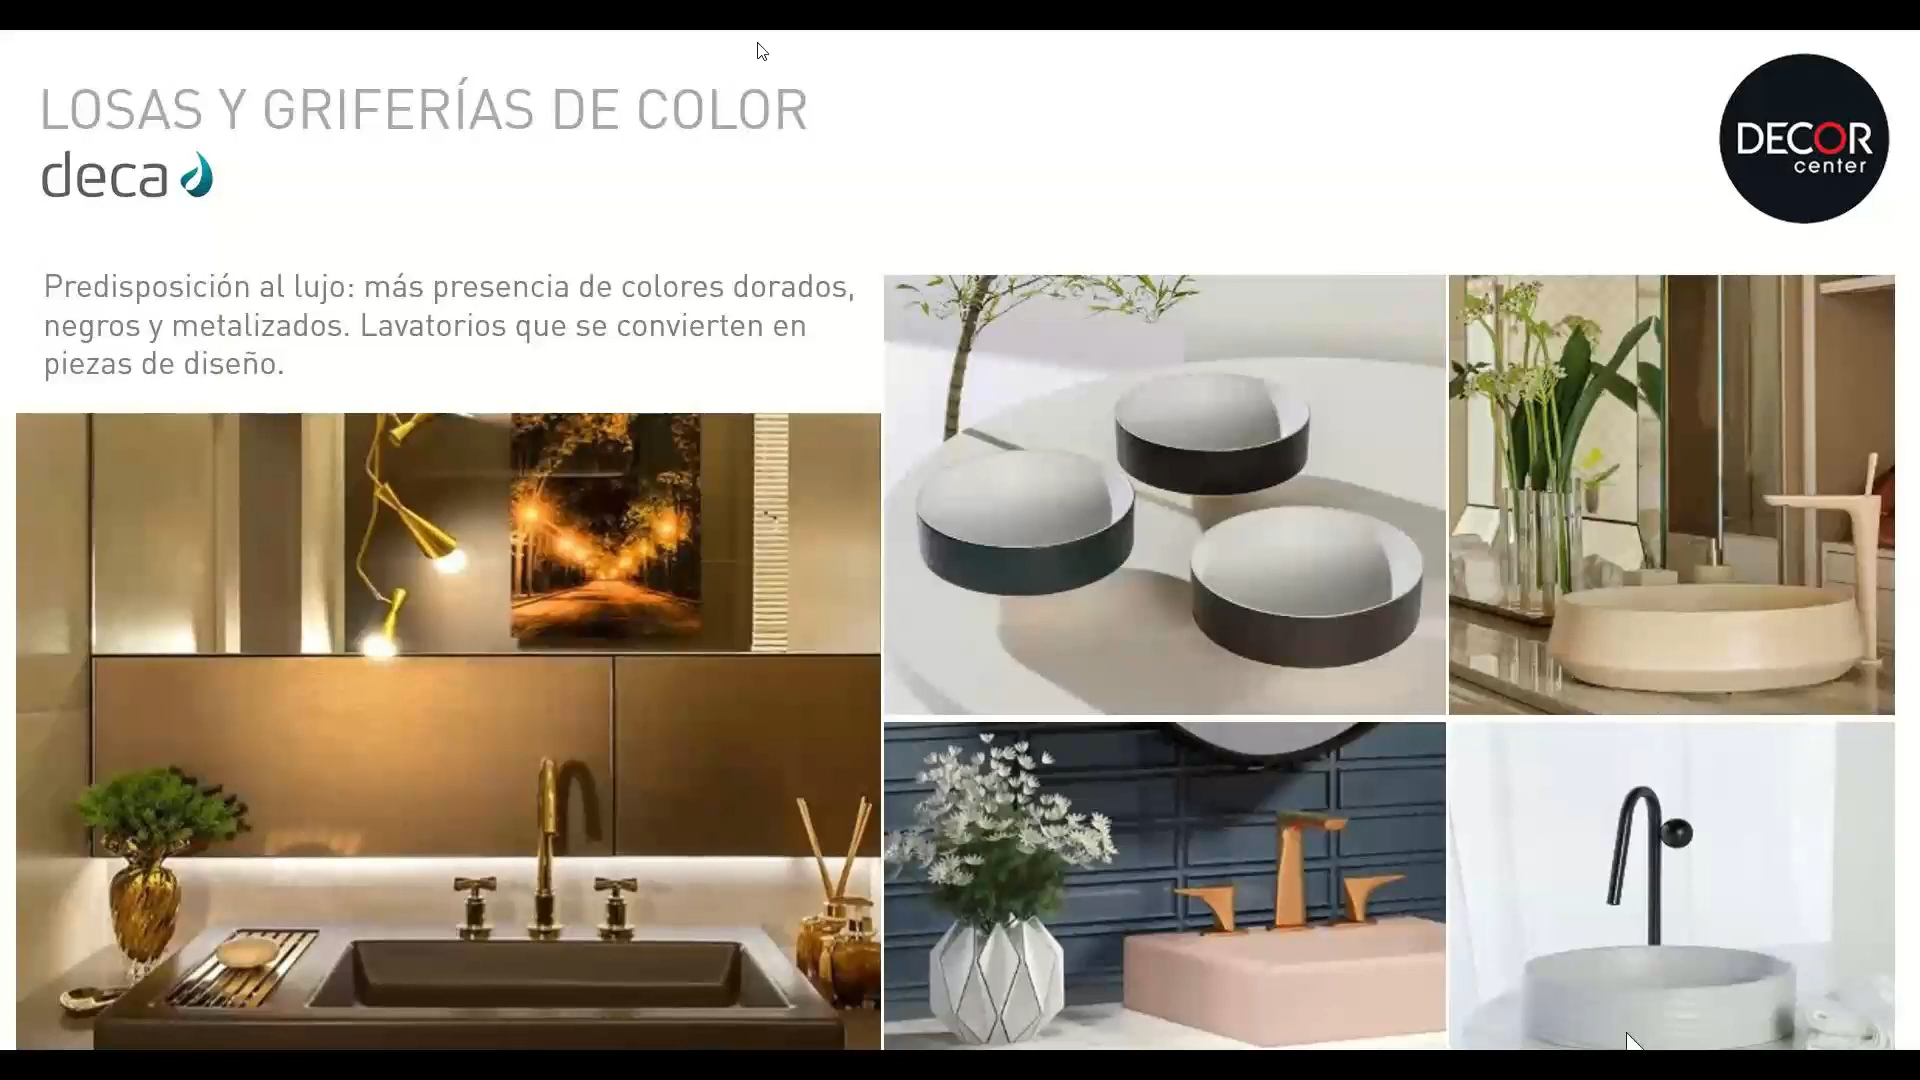 LOSAS Y GRIFERÍAS DE COLOR
deca
DECOR
center
Predisposición al lujo: más presencia de colores dorados,
negros y metalizados. Lavatorios que se convierten en
piezas de diseño.